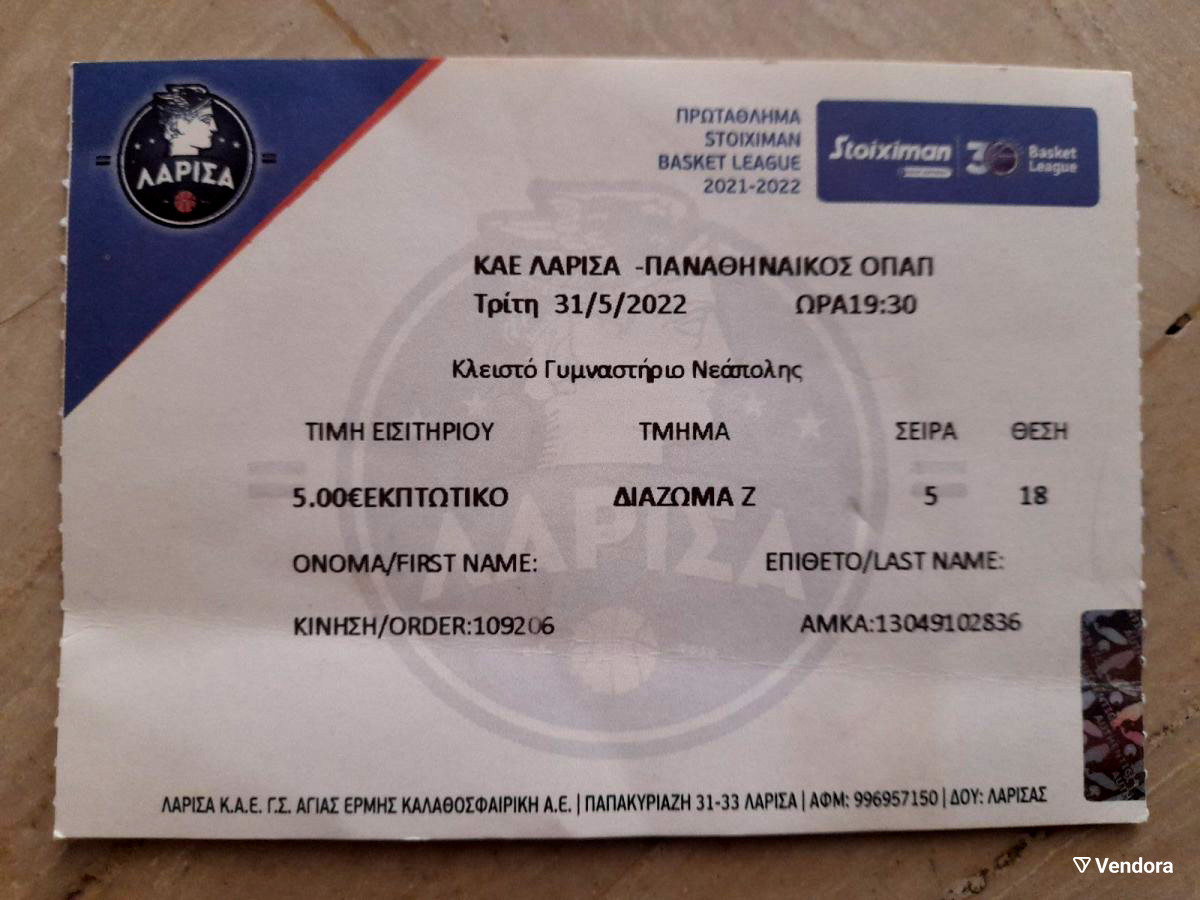 ΛΑΡΙΣΑ
ΠΡΩΤΑΘΛΗΜΑ
STOIXIMAN
BASKET LEAGUE
2021-2022
Stoiximan
30
Basket
League
ΚΑΕ ΛΑΡΙΣΑ -ΠΑΝΑΘΗΝΑΙΚΟΣ ΟΠΑΠ
Τρίτη 31/5/2022 ΩΡΑ19:30
Κλειστό Γυμναστήριο Νεάπολης
ΤΙΜΗ ΕΙΣΙΤΗΡΙΟΥ ΤΜΗΜΑ ΣΕΙΡΑ ΘΕΣΗ
5.00€ΕΚΠΤΩΤΙΚΟ ΔΙΑΖΩΜΑ Ζ 5 18
ΟΝΟΜΑ/FIRST NAME: ΕΠΙΘΕΤΟ/LAST NAME:
ΚΙΝΗΣΗ/ORDER:109206 ΑΜΚΑ:13049102836
ΛΑΡΙΣΑ
ΛΑΡΙΣΑ Κ.Α.Ε. Γ.Σ. ΑΓΙΑΣ ΕΡΜΗΣ ΚΑΛΑΘΟΣΦΑΙΡΙΚΗ Α.Ε. | ΠΑΠΑΚΥΡΙΑΖΗ 31-33 ΛΑΡΙΣΑ | ΑΦΜ: 996957150 | ΔΟΥ: ΛΑΡΙΣΑΣ
Vendora